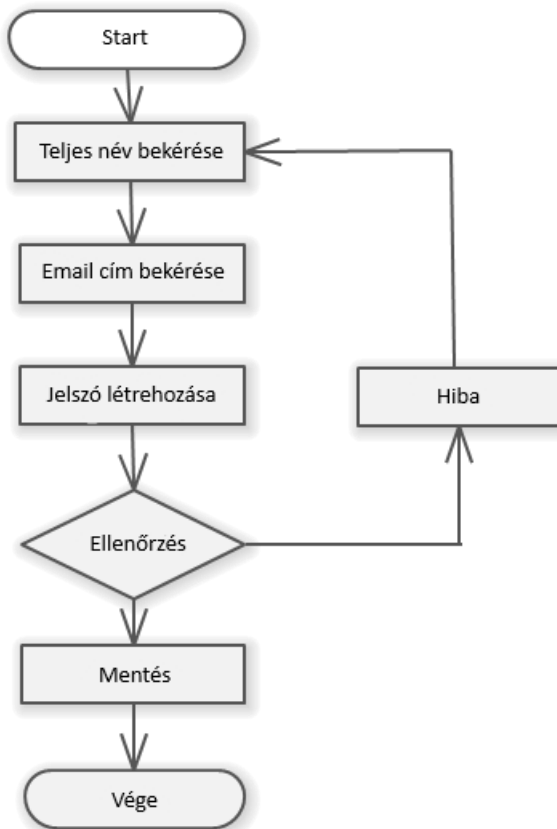 Start
Teljes név bekérése
Email cím bekérése
Jelszó létrehozása
Hiba
Ellenőrzés
Mentés
Vége